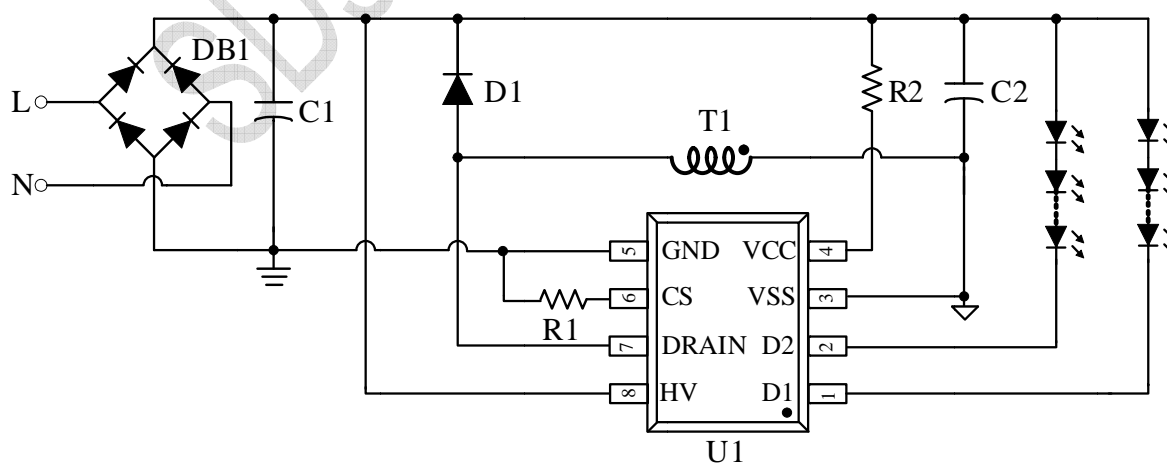 SDS
DB1
L
C1
N
D1
R2
C2
T1
5 GND VCC 4
6 CS VSS 3
R1
7 DRAIN D2 2
8 HV D1 1
U1